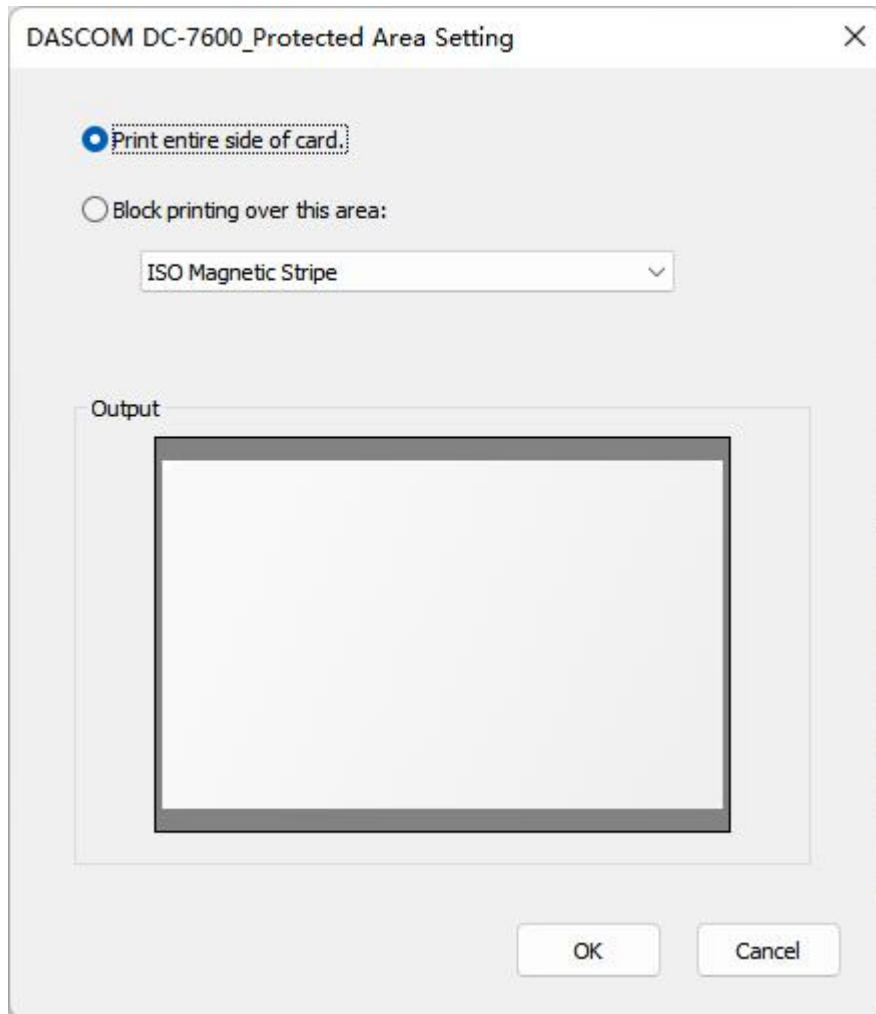 DASCOM DC-7600_Protected Area Setting
Print entire side of card.
Block printing over this area:
ISO Magnetic Stripe
Output
OK
Cancel